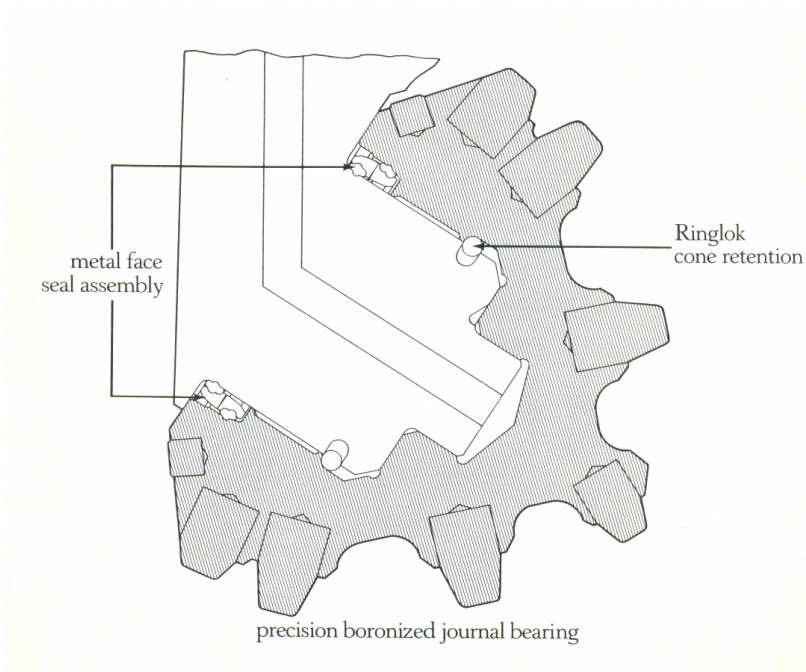 Ringlok
cone retention
metal face
seal assembly
precision boronized journal bearing